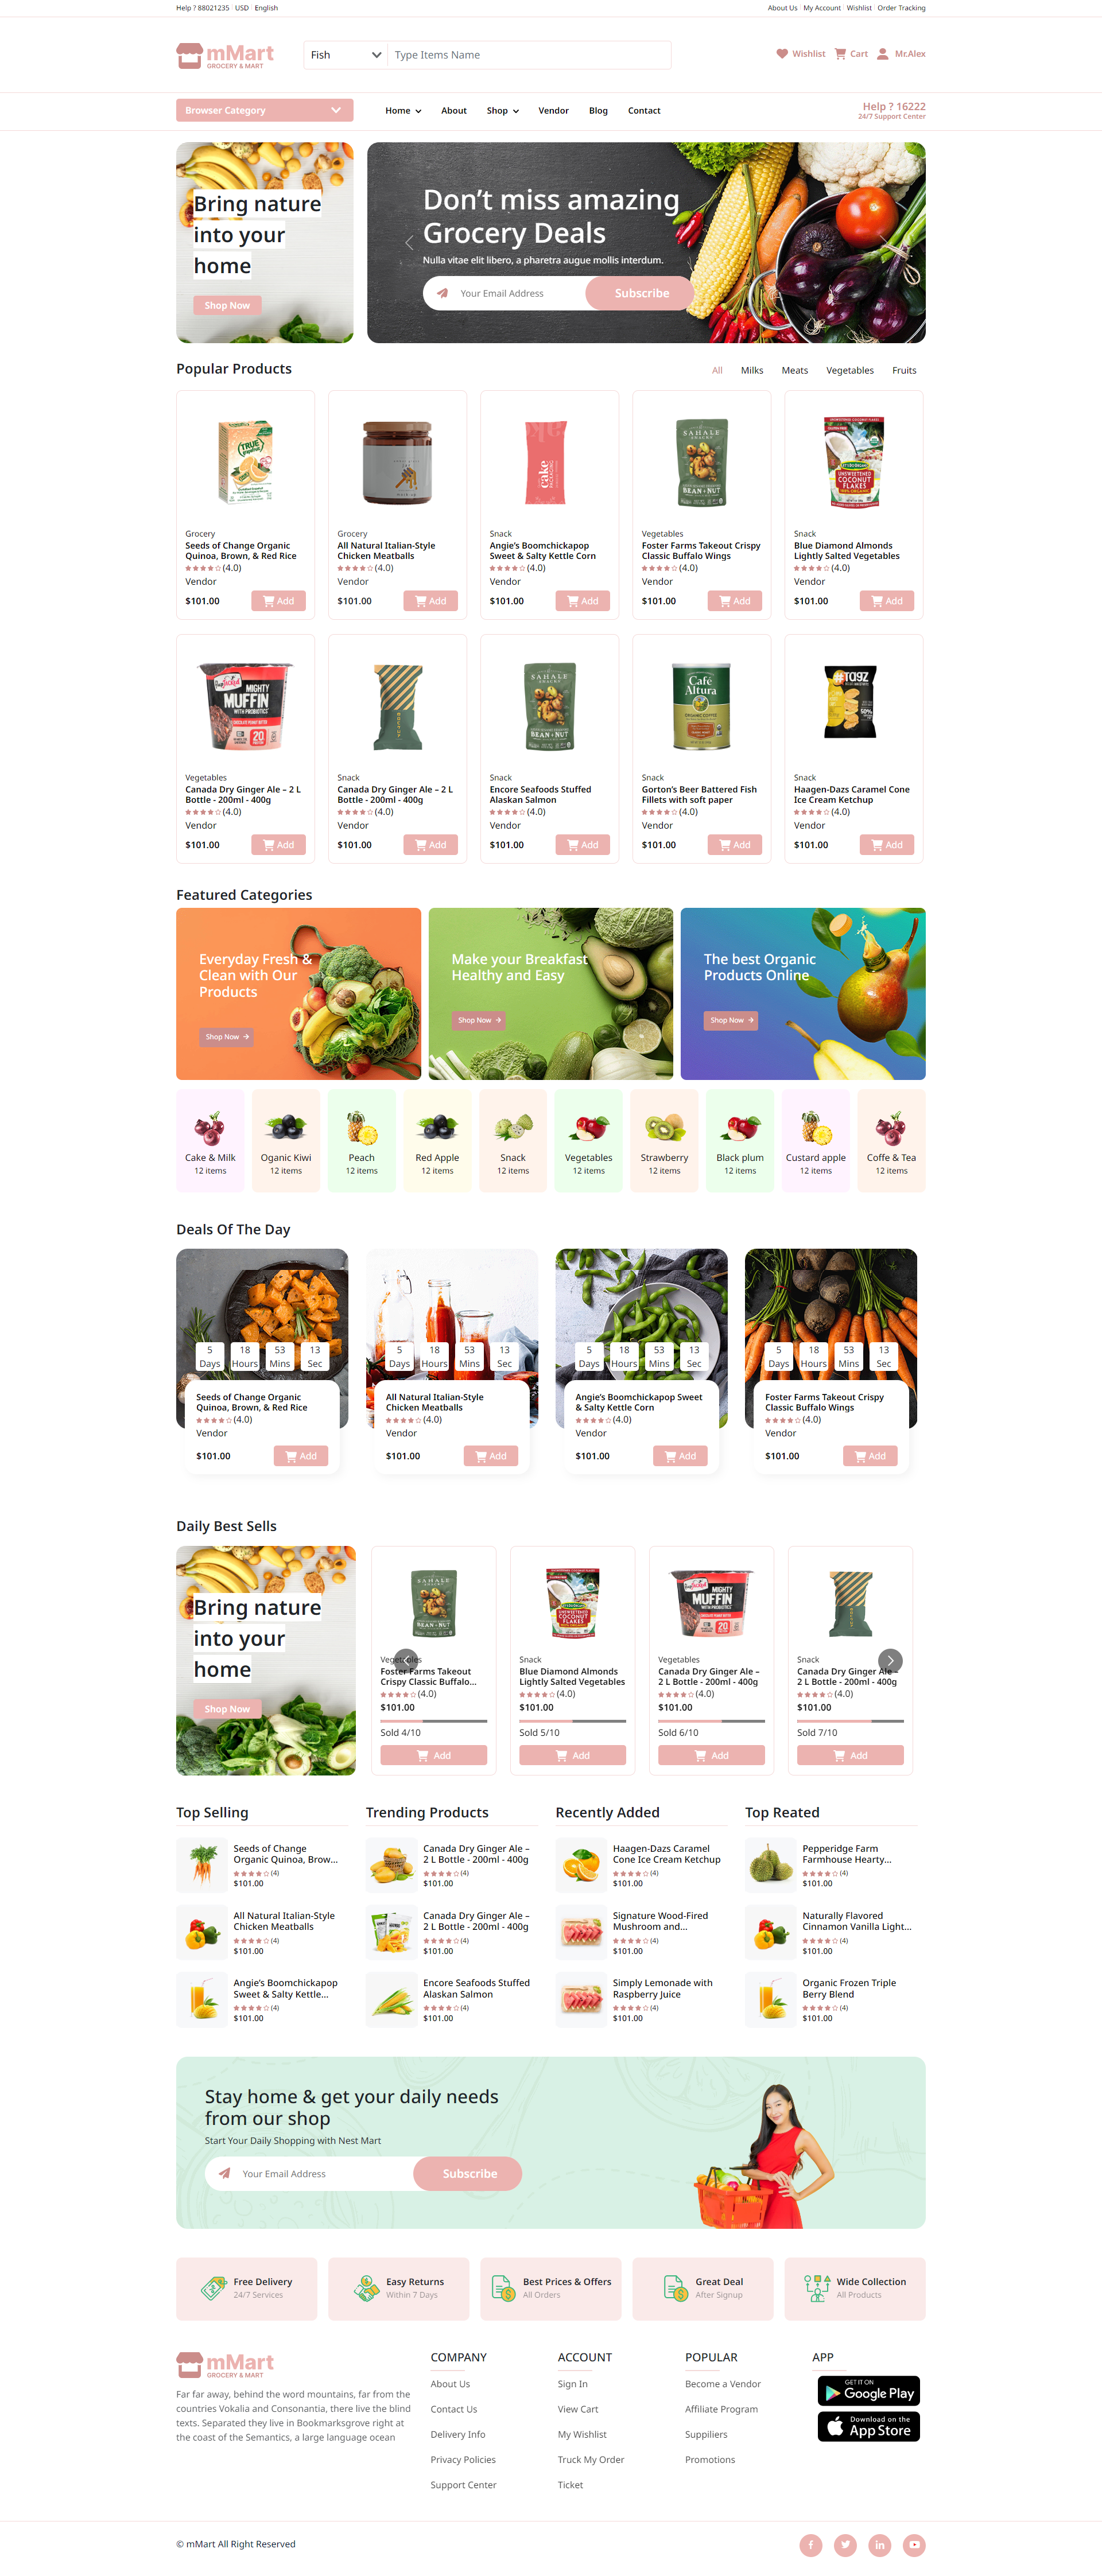 Help ? 88021235 USD English
About Us My Account Wishlist Order Tracking
mMart
GROCERY & MART
Fish
Type Items Name
Wishlist
Cart
Mr.Alex
Browser Category
Home
About
Shop
Vendor
Blog
Contact
Help ? 16222
24/7 Support Center
Bring nature
into your
home
Shop Now
Don't miss amazing
Grocery Deals
Nulla vitae elit libero, a pharetra augue mollis interdum.
Your Email Address
Subscribe
Popular Products
All
Milks
Meats
Vegetables
Fruits
Grocery
Seeds of Change Organic
Quinoa, Brown, & Red Rice
(4.0)
Vendor
$101.00
Add
Grocery
All Natural Italian-Style
Chicken Meatballs
(4.0)
Vendor
$101.00
Add
cake
Snack
Angie's Boomchickapop
Sweet & Salty Kettle Corn
(4.0)
Vendor
$101.00
Add
SAHALE
SNACKS
BEAN + NUT
Vegetables
Foster Farms Takeout Crispy
Classic Buffalo Wings
(4.0)
Vendor
$101.00
Add
UNSWEETENED
COCONUT
FLAKES
Snack
Blue Diamond Almonds
Lightly Salted Vegetables
(4.0)
Vendor
$101.00
Add
MIGHTY
MUFFIN
WITH PROBIOTICS
20
Vegetables
Canada Dry Ginger Ale – 2 L
Bottle - 200ml - 400g
(4.0)
Vendor
$101.00
Add
Snack
Canada Dry Ginger Ale – 2 L
Bottle - 200ml - 400g
(4.0)
Vendor
$101.00
Add
SAHALE
SNACKS
BEAN + NUT
Snack
Encore Seafoods Stuffed
Alaskan Salmon
(4.0)
Vendor
$101.00
Add
Café
Altura
ORGANIC COFFEE
Snack
Gorton's Beer Battered Fish
Fillets with soft paper
(4.0)
Vendor
$101.00
Add
#TAGZ
50%
Snack
Haagen-Dazs Caramel Cone
Ice Cream Ketchup
(4.0)
Vendor
$101.00
Add
Featured Categories
Everyday Fresh &
Clean with Our
Products
Shop Now
Make your Breakfast
Healthy and Easy
Shop Now
The best Organic
Products Online
Shop Now
Cake & Milk
12 items
Oganic Kiwi
12 items
Peach
12 items
Red Apple
12 items
Snack
12 items
Vegetables
12 items
Strawberry
12 items
Black plum
12 items
Custard apple
12 items
Coffe & Tea
12 items
Deals Of The Day
5 18 53 13
Days Hours Mins Sec
Seeds of Change Organic
Quinoa, Brown, & Red Rice
(4.0)
Vendor
$101.00
Add
5 18 53 13
Days Hours Mins Sec
All Natural Italian-Style
Chicken Meatballs
(4.0)
Vendor
$101.00
Add
5 18 53 13
Days Hours Mins Sec
Angie's Boomchickapop Sweet
& Salty Kettle Corn
(4.0)
Vendor
$101.00
Add
5 18 53 13
Days Hours Mins Sec
Foster Farms Takeout Crispy
Classic Buffalo Wings
(4.0)
Vendor
$101.00
Add
Daily Best Sells
Bring nature
into your
home
Shop Now
SAHALE
SNACKS
BEAN + NUT
Vegetables
Foster Farms Takeout
Crispy Classic Buffalo...
(4.0)
$101.00
Sold 4/10
Add
UNSWEETENED
COCONUT
FLAKES
Snack
Blue Diamond Almonds
Lightly Salted Vegetables
(4.0)
$101.00
Sold 5/10
Add
MIGHTY
MUFFIN
WITH PROBIOTICS
20
Vegetables
Canada Dry Ginger Ale –
2 L Bottle - 200ml - 400g
(4.0)
$101.00
Sold 6/10
Add
Snack
Canada Dry Ginger Ale –
2 L Bottle - 200ml - 400g
(4.0)
$101.00
Sold 7/10
Add
Top Selling
Seeds of Change
Organic Quinoa, Brow...
(4)
$101.00
All Natural Italian-Style
Chicken Meatballs
(4)
$101.00
Angie's Boomchickapop
Sweet & Salty Kettle...
(4)
$101.00
Trending Products
Canada Dry Ginger Ale –
2 L Bottle - 200ml - 400g
(4)
$101.00
Canada Dry Ginger Ale –
2 L Bottle - 200ml - 400g
(4)
$101.00
Encore Seafoods Stuffed
Alaskan Salmon
(4)
$101.00
Recently Added
Haagen-Dazs Caramel
Cone Ice Cream Ketchup
(4)
$101.00
Signature Wood-Fired
Mushroom and...
(4)
$101.00
Simply Lemonade with
Raspberry Juice
(4)
$101.00
Top Reated
Pepperidge Farm
Farmhouse Hearty...
(4)
$101.00
Naturally Flavored
Cinnamon Vanilla Light...
(4)
$101.00
Organic Frozen Triple
Berry Blend
(4)
$101.00
Stay home & get your daily needs
from our shop
Start Your Daily Shopping with Nest Mart
Your Email Address
Subscribe
Free Delivery
24/7 Services
Easy Returns
Within 7 Days
Best Prices & Offers
All Orders
Great Deal
After Signup
Wide Collection
All Products
mMart
GROCERY & MART
Far far away, behind the word mountains, far from the
countries Vokalia and Consonantia, there live the blind
texts. Separated they live in Bookmarksgrove right at
the coast of the Semantics, a large language ocean
COMPANY
About Us
Contact Us
Delivery Info
Privacy Policies
Support Center
ACCOUNT
Sign In
View Cart
My Wishlist
Truck My Order
Ticket
POPULAR
Become a Vendor
Affiliate Program
Suppiliers
Promotions
APP
GET IT ON
Google Play
Download on the
App Store
© mMart All Right Reserved